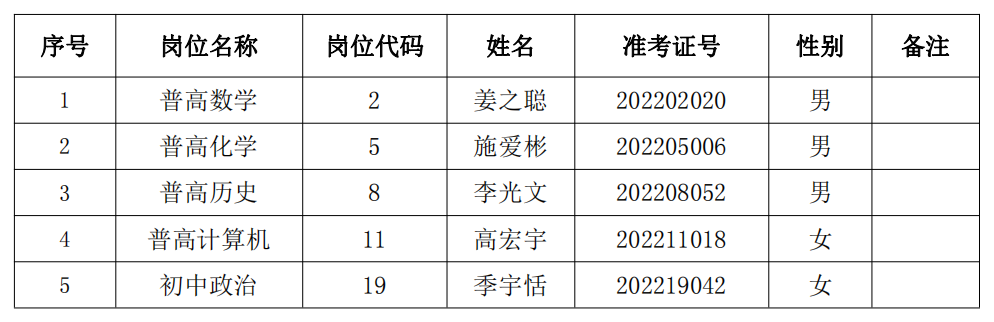 序号 岗位名称 岗位代码 姓名 准考证号 性别 备注
1 普高数学 2 姜之聪 202202020 男
2 普高化学 5 施爱彬 202205006 男
3 普高历史 8 李光文 202208052 男
4 普高计算机 11 高宏宇 202211018 女
5 初中政治 19 季宇恬 202219042 女